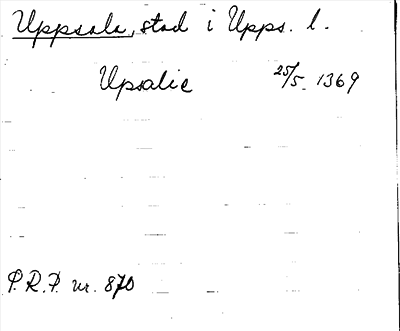 Uppsala, stad i Upps. l.
Upsalie 25/5. 1369
P.R.P. nr. 870